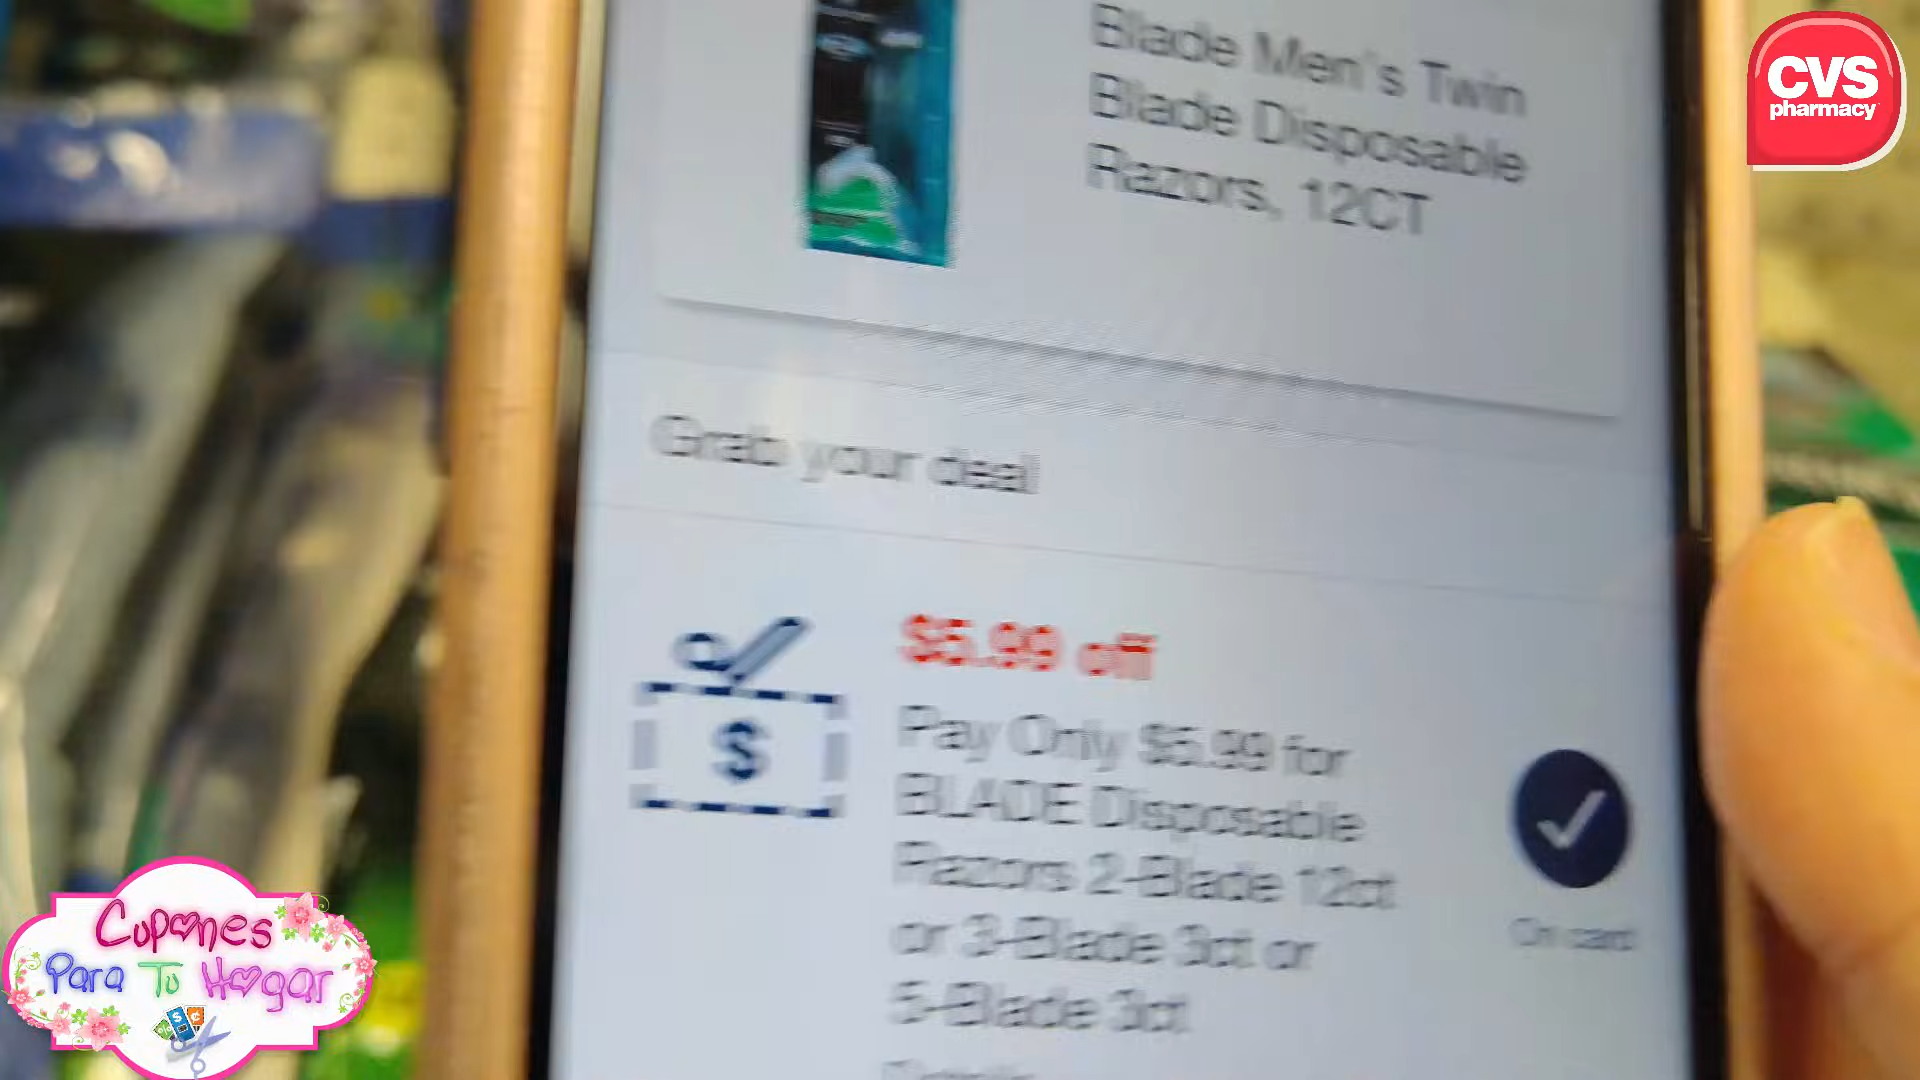 CVS
pharmacy
Blade Men's Twin
Blade Disposable
Razors, 12CT
Grab your deal
$5.99 off
$
Pay Only $5.99 for
BLADE Disposable
Razors 2-Blade 12ct
or 3-Blade 3ct or
5-Blade 3ct
On card
Details
Cupones
Para Tu Hogar